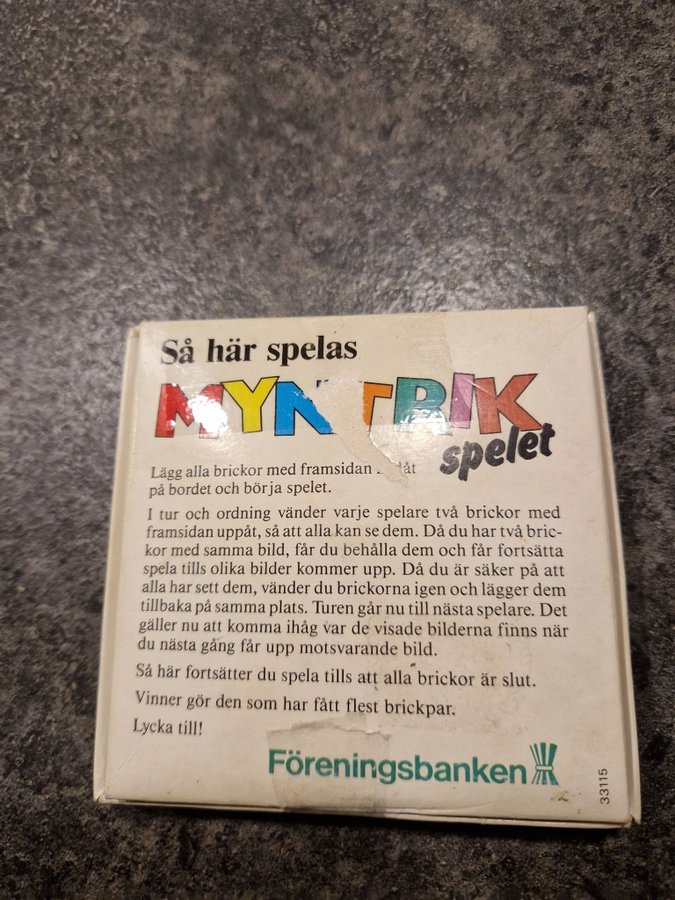 Så här spelas
MYNTRIK
spelet
Lägg alla brickor med framsidan
på bordet och börja spelet.
I tur och ordning vänder varje spelare två brickor med
framsidan uppåt, så att alla kan se dem. Då du har två bric-
kor med samma bild, får du behålla dem och får fortsätta
spela tills olika bilder kommer upp. Då du är säker på att
alla har sett dem, vänder du brickorna igen och lägger dem
tillbaka på samma plats. Turen går nu till nästa spelare. Det
gäller nu att komma ihåg var de visade bilderna finns när
du nästa gång får upp motsvarande bild.
Så här fortsätter du spela tills att alla brickor är slut.
Vinner gör den som har fått flest brickpar.
Lycka till!
Föreningsbanken
33115